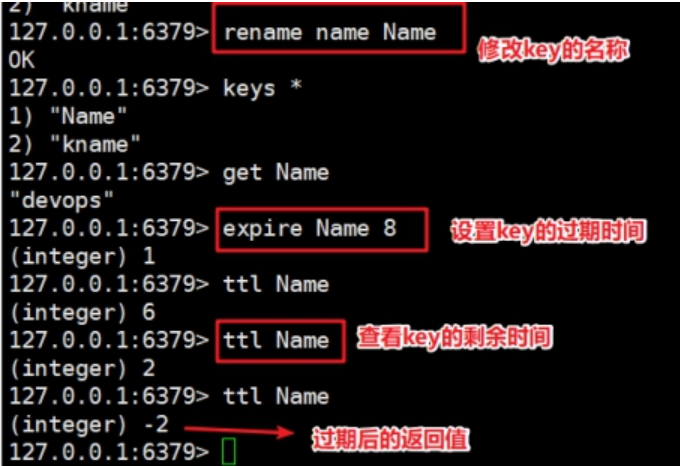 2) "kname"
127.0.0.1:6379> rename name Name
修改key的名称
OK
127.0.0.1:6379> keys *
1) "Name"
2) "kname"
127.0.0.1:6379> get Name
"devops"
127.0.0.1:6379> expire Name 8
设置key的过期时间
(integer) 1
127.0.0.1:6379> ttl Name
(integer) 6
127.0.0.1:6379> ttl Name
查看key的剩余时间
(integer) 2
127.0.0.1:6379> ttl Name
(integer) -2
过期后的返回值
127.0.0.1:6379>